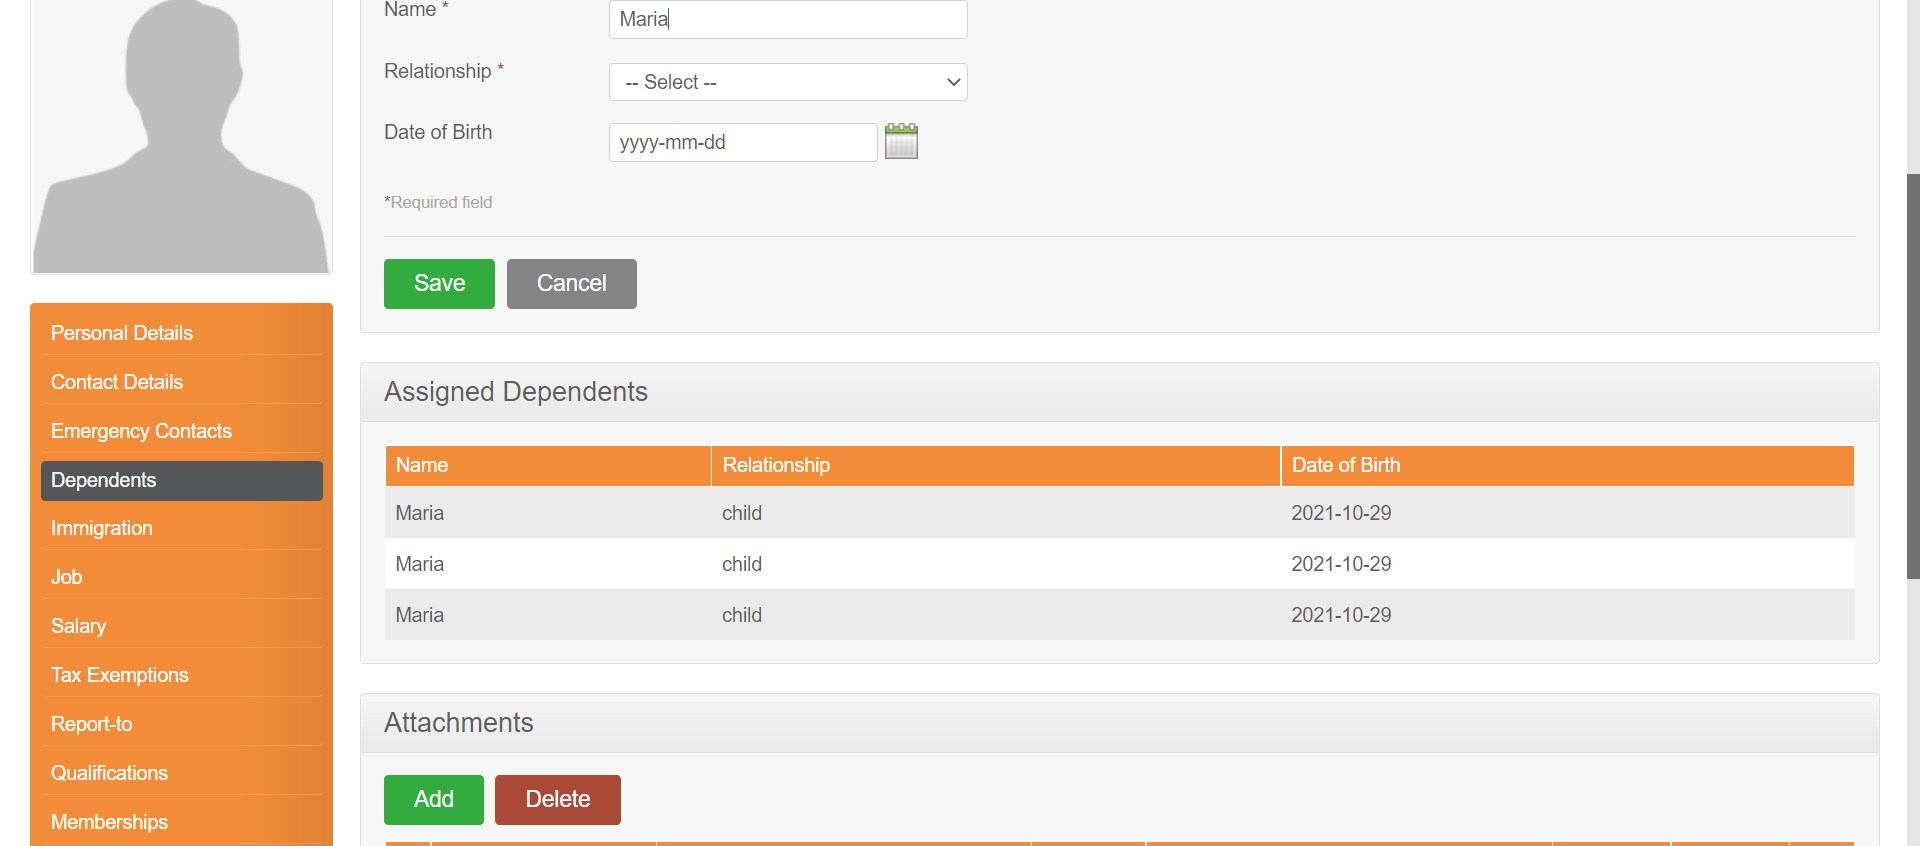 Name *
Maria
Relationship *
-- Select --
Date of Birth
yyyy-mm-dd
*Required field
Save Cancel
Personal Details
Contact Details
Emergency Contacts
Dependents
Immigration
Job
Salary
Tax Exemptions
Report-to
Qualifications
Memberships
Assigned Dependents
Name Relationship Date of Birth
Maria child 2021-10-29
Maria child 2021-10-29
Maria child 2021-10-29
Attachments
Add Delete